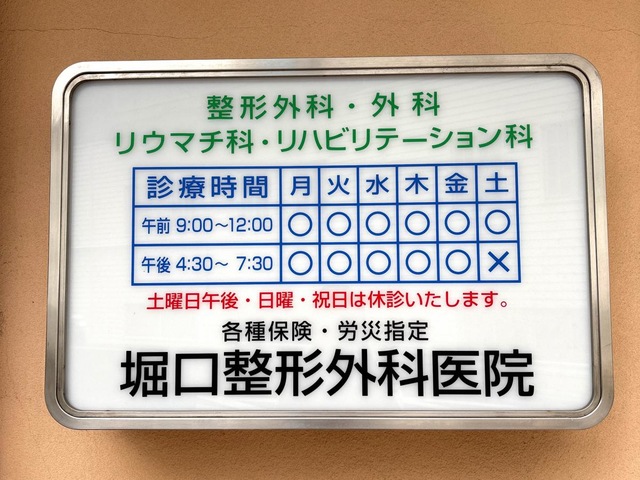 整形外科・外科
リウマチ科・リハビリテーション科
診療時間 月 火 水 木 金 土
午前 9:00〜12:00 ○ ○ ○ ○ ○ ○
午後 4:30〜 7:30 ○ ○ ○ ○ ○ ×
土曜日午後・日曜・祝日は休診いたします。
各種保険・労災指定
堀口整形外科医院